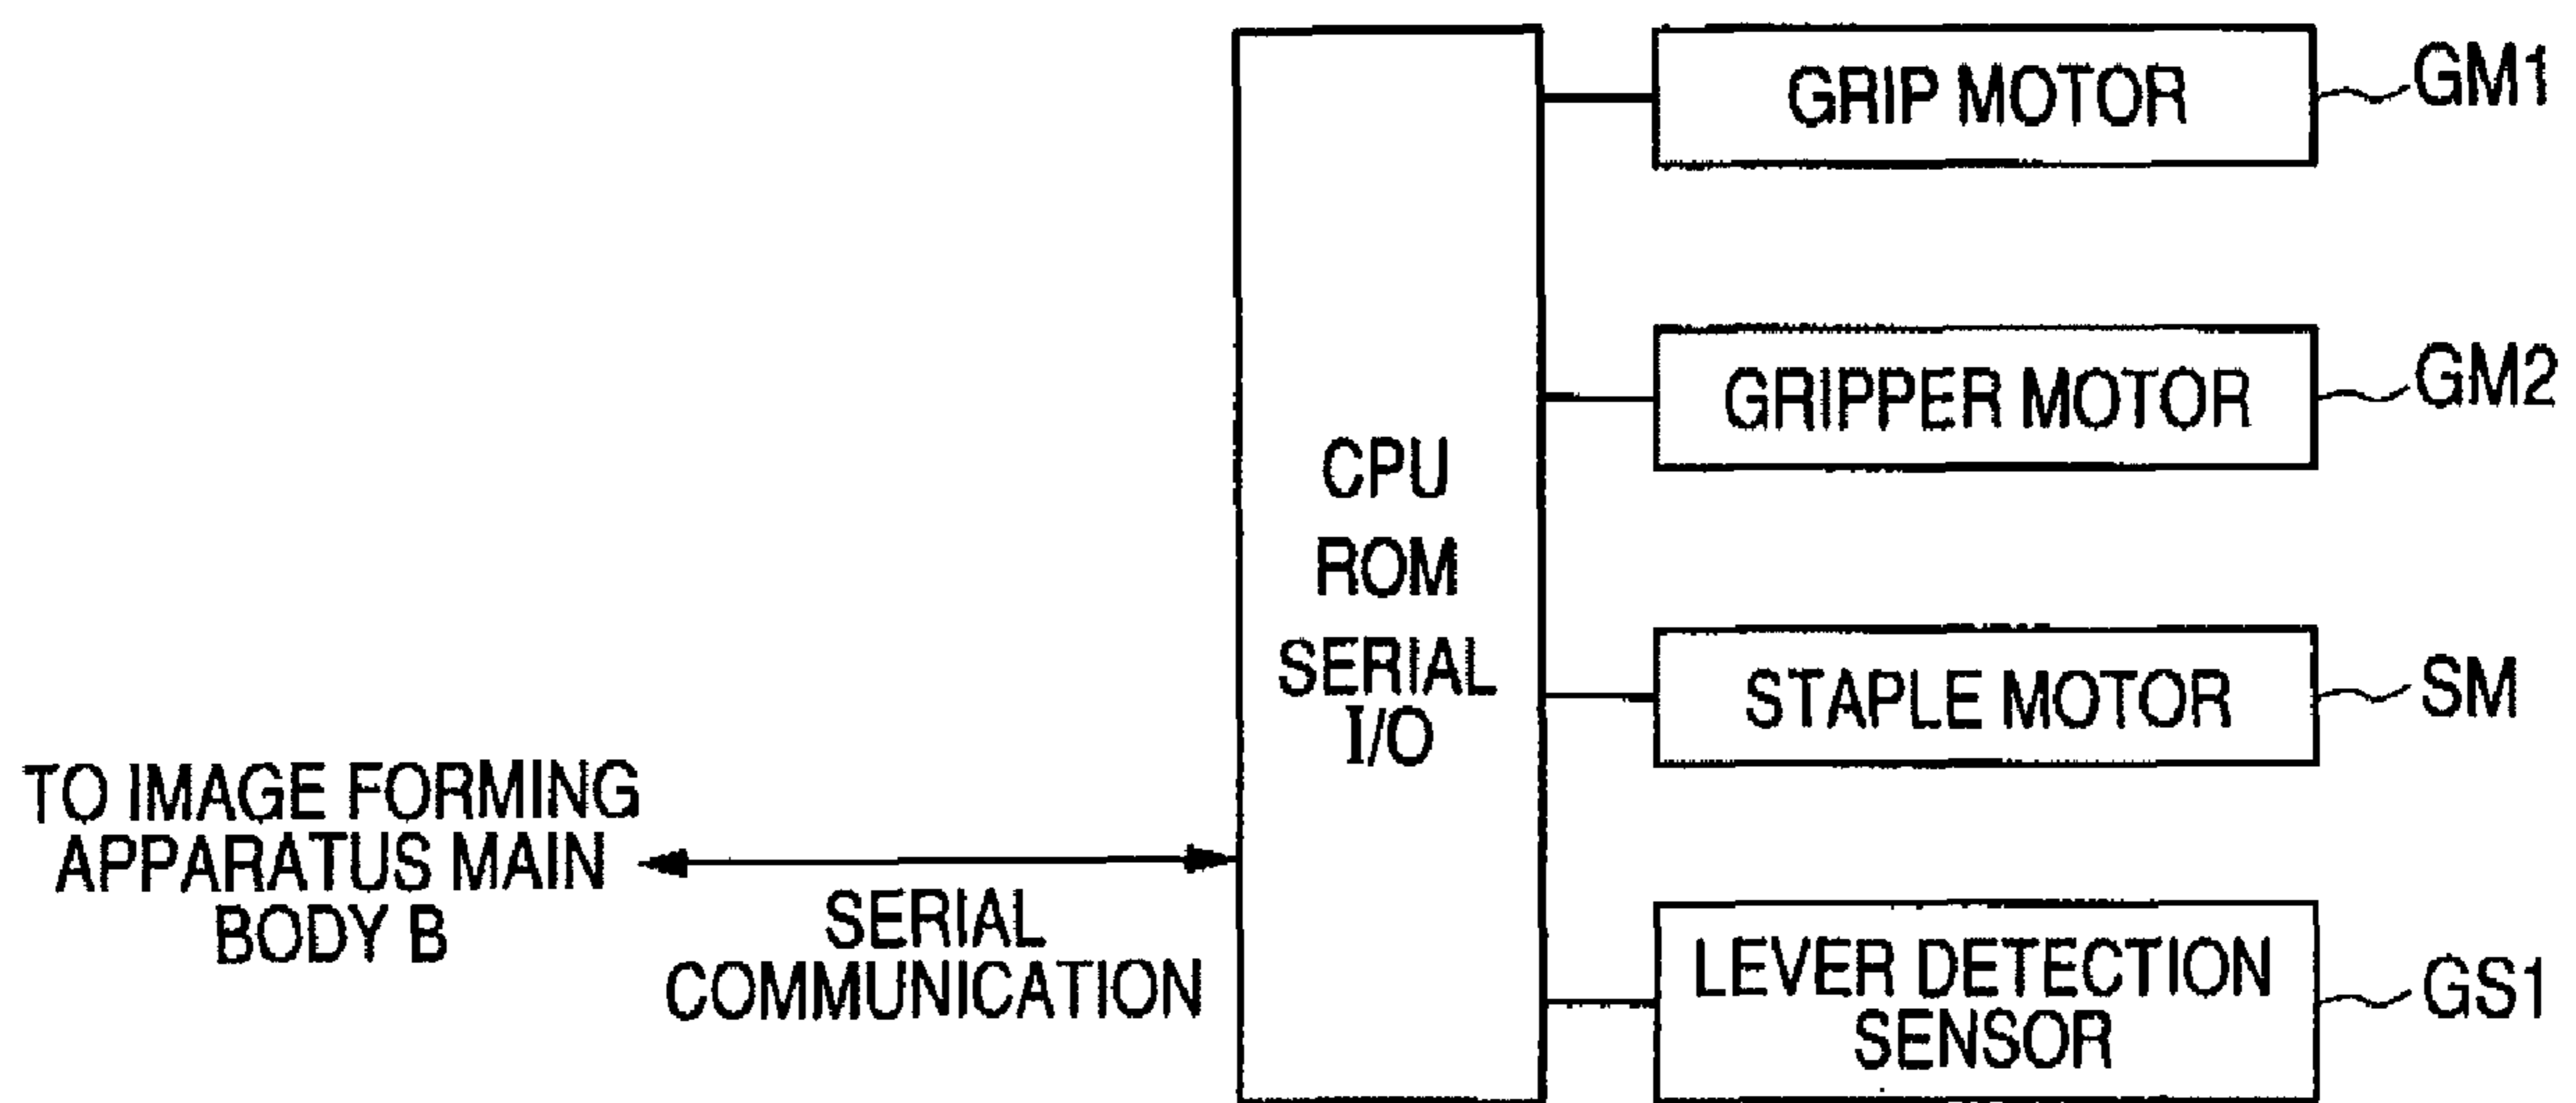 GRIP MOTOR
GM1
GRIPPER MOTOR
GM2
CPU
ROM
SERIAL
I/O
STAPLE MOTOR
SM
TO IMAGE FORMING
APPARATUS MAIN
BODY B
SERIAL
COMMUNICATION
LEVER DETECTION
SENSOR
GS1